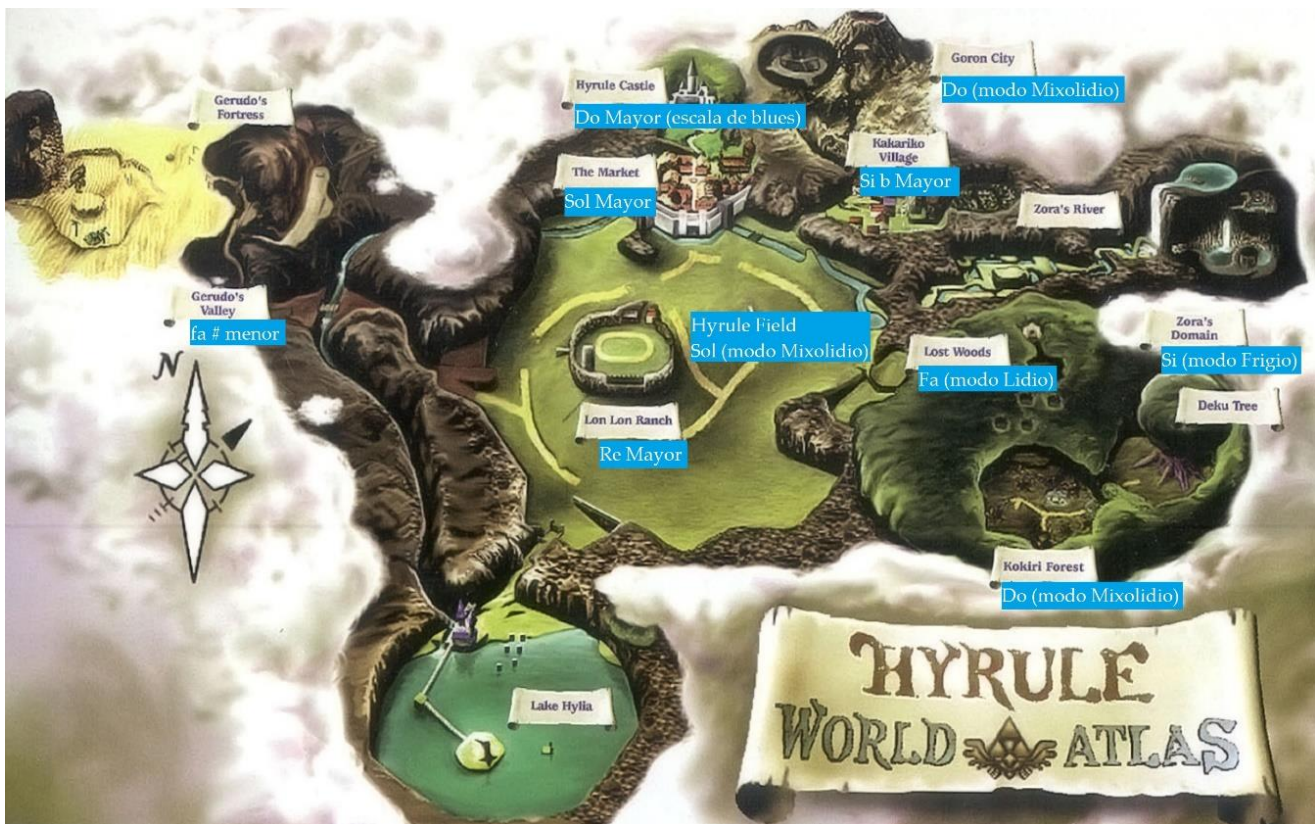 Goron City
Do (modo Mixolidio)
Hyrule Castle
Do Mayor (escala de blues)
Gerudo's
Fortress
Kakariko
Village
Si b Mayor
The Market
Sol Mayor
Zora's River
Gerudo's
Valley
fa # menor
Hyrule Field
Sol (modo Mixolidio)
Zora's
Domain
Si (modo Frigio)
Lost Woods
Fa (modo Lidio)
Deku Tree
Lon Lon Ranch
Re Mayor
N
Kokiri Forest
Do (modo Mixolidio)
Lake Hylia
HYRULE
WORLD ATLAS